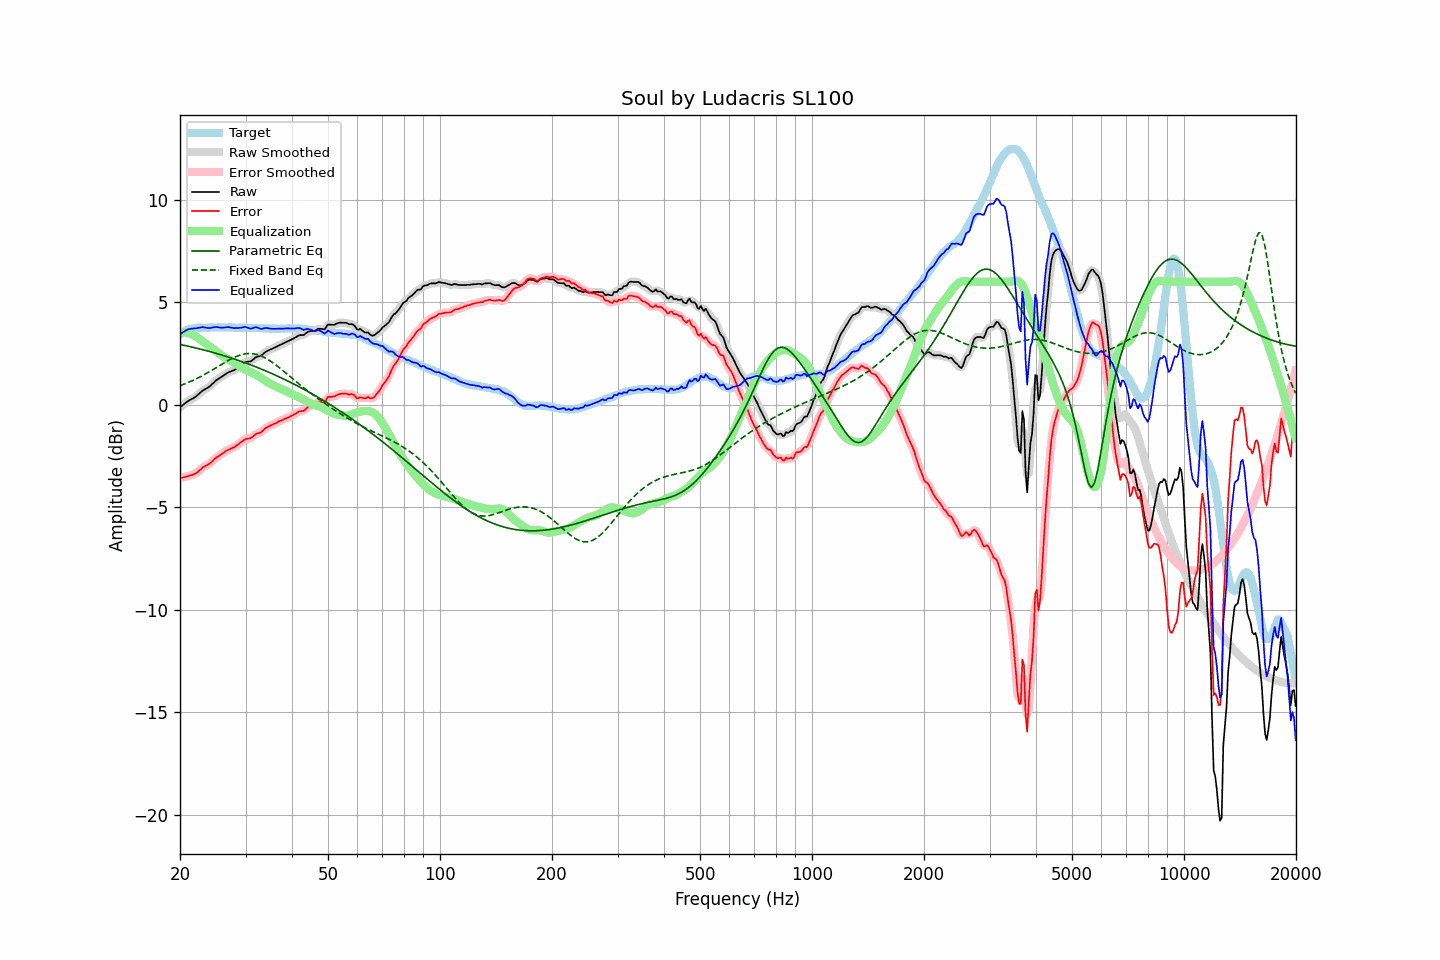 Soul by Ludacris SL100
Target
Raw Smoothed
Error Smoothed
Raw
Error
Equalization
Parametric Eq
Fixed Band Eq
Equalized
10
5
0
−5
−10
−15
−20
Amplitude (dBr)
20 50 100 200 500 1000 2000 5000 10000 20000
Frequency (Hz)